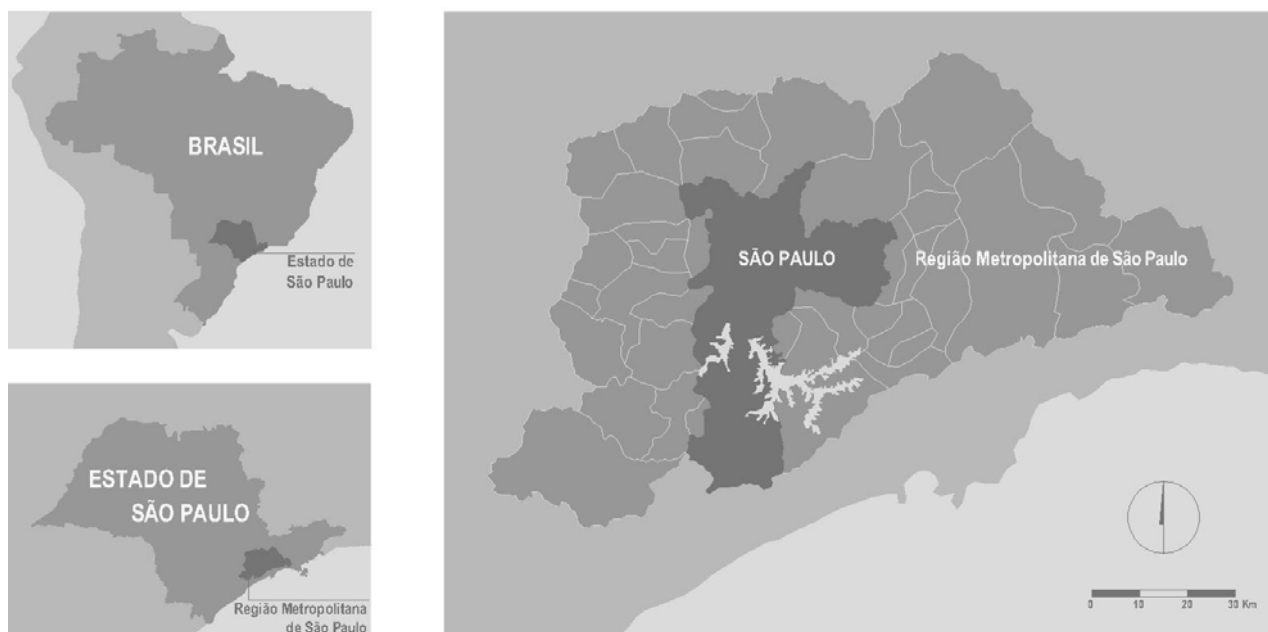 BRASIL
Estado de
São Paulo
ESTADO DE
SÃO PAULO
Região Metropolitana
de São Paulo
SÃO PAULO
Região Metropolitana de São Paulo
0 10 20 30 Km